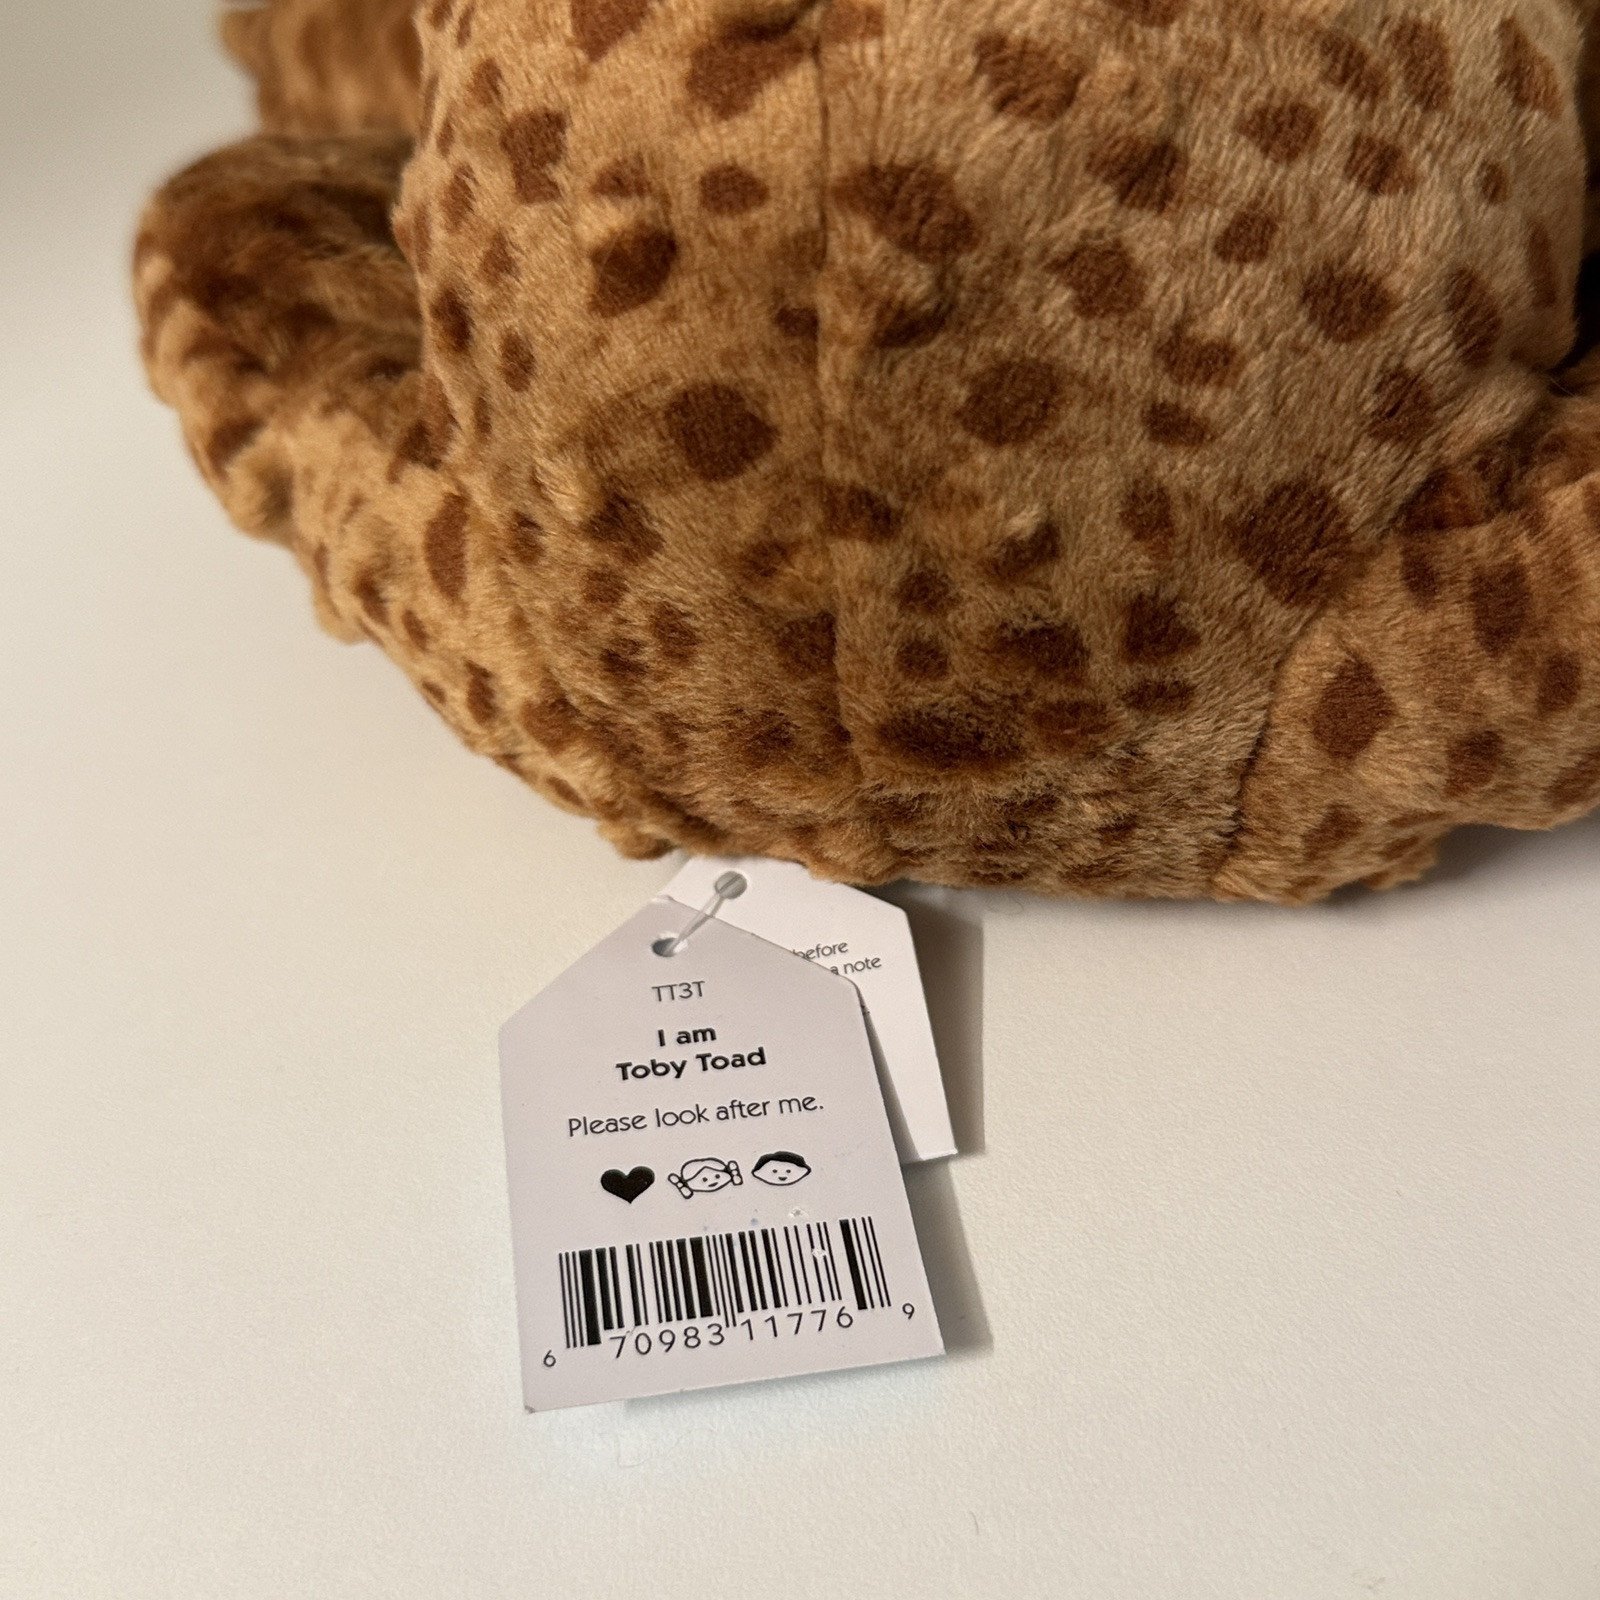 before
a note
TT3T
I am
Toby Toad
Please look after me.
6 70983 11776 9